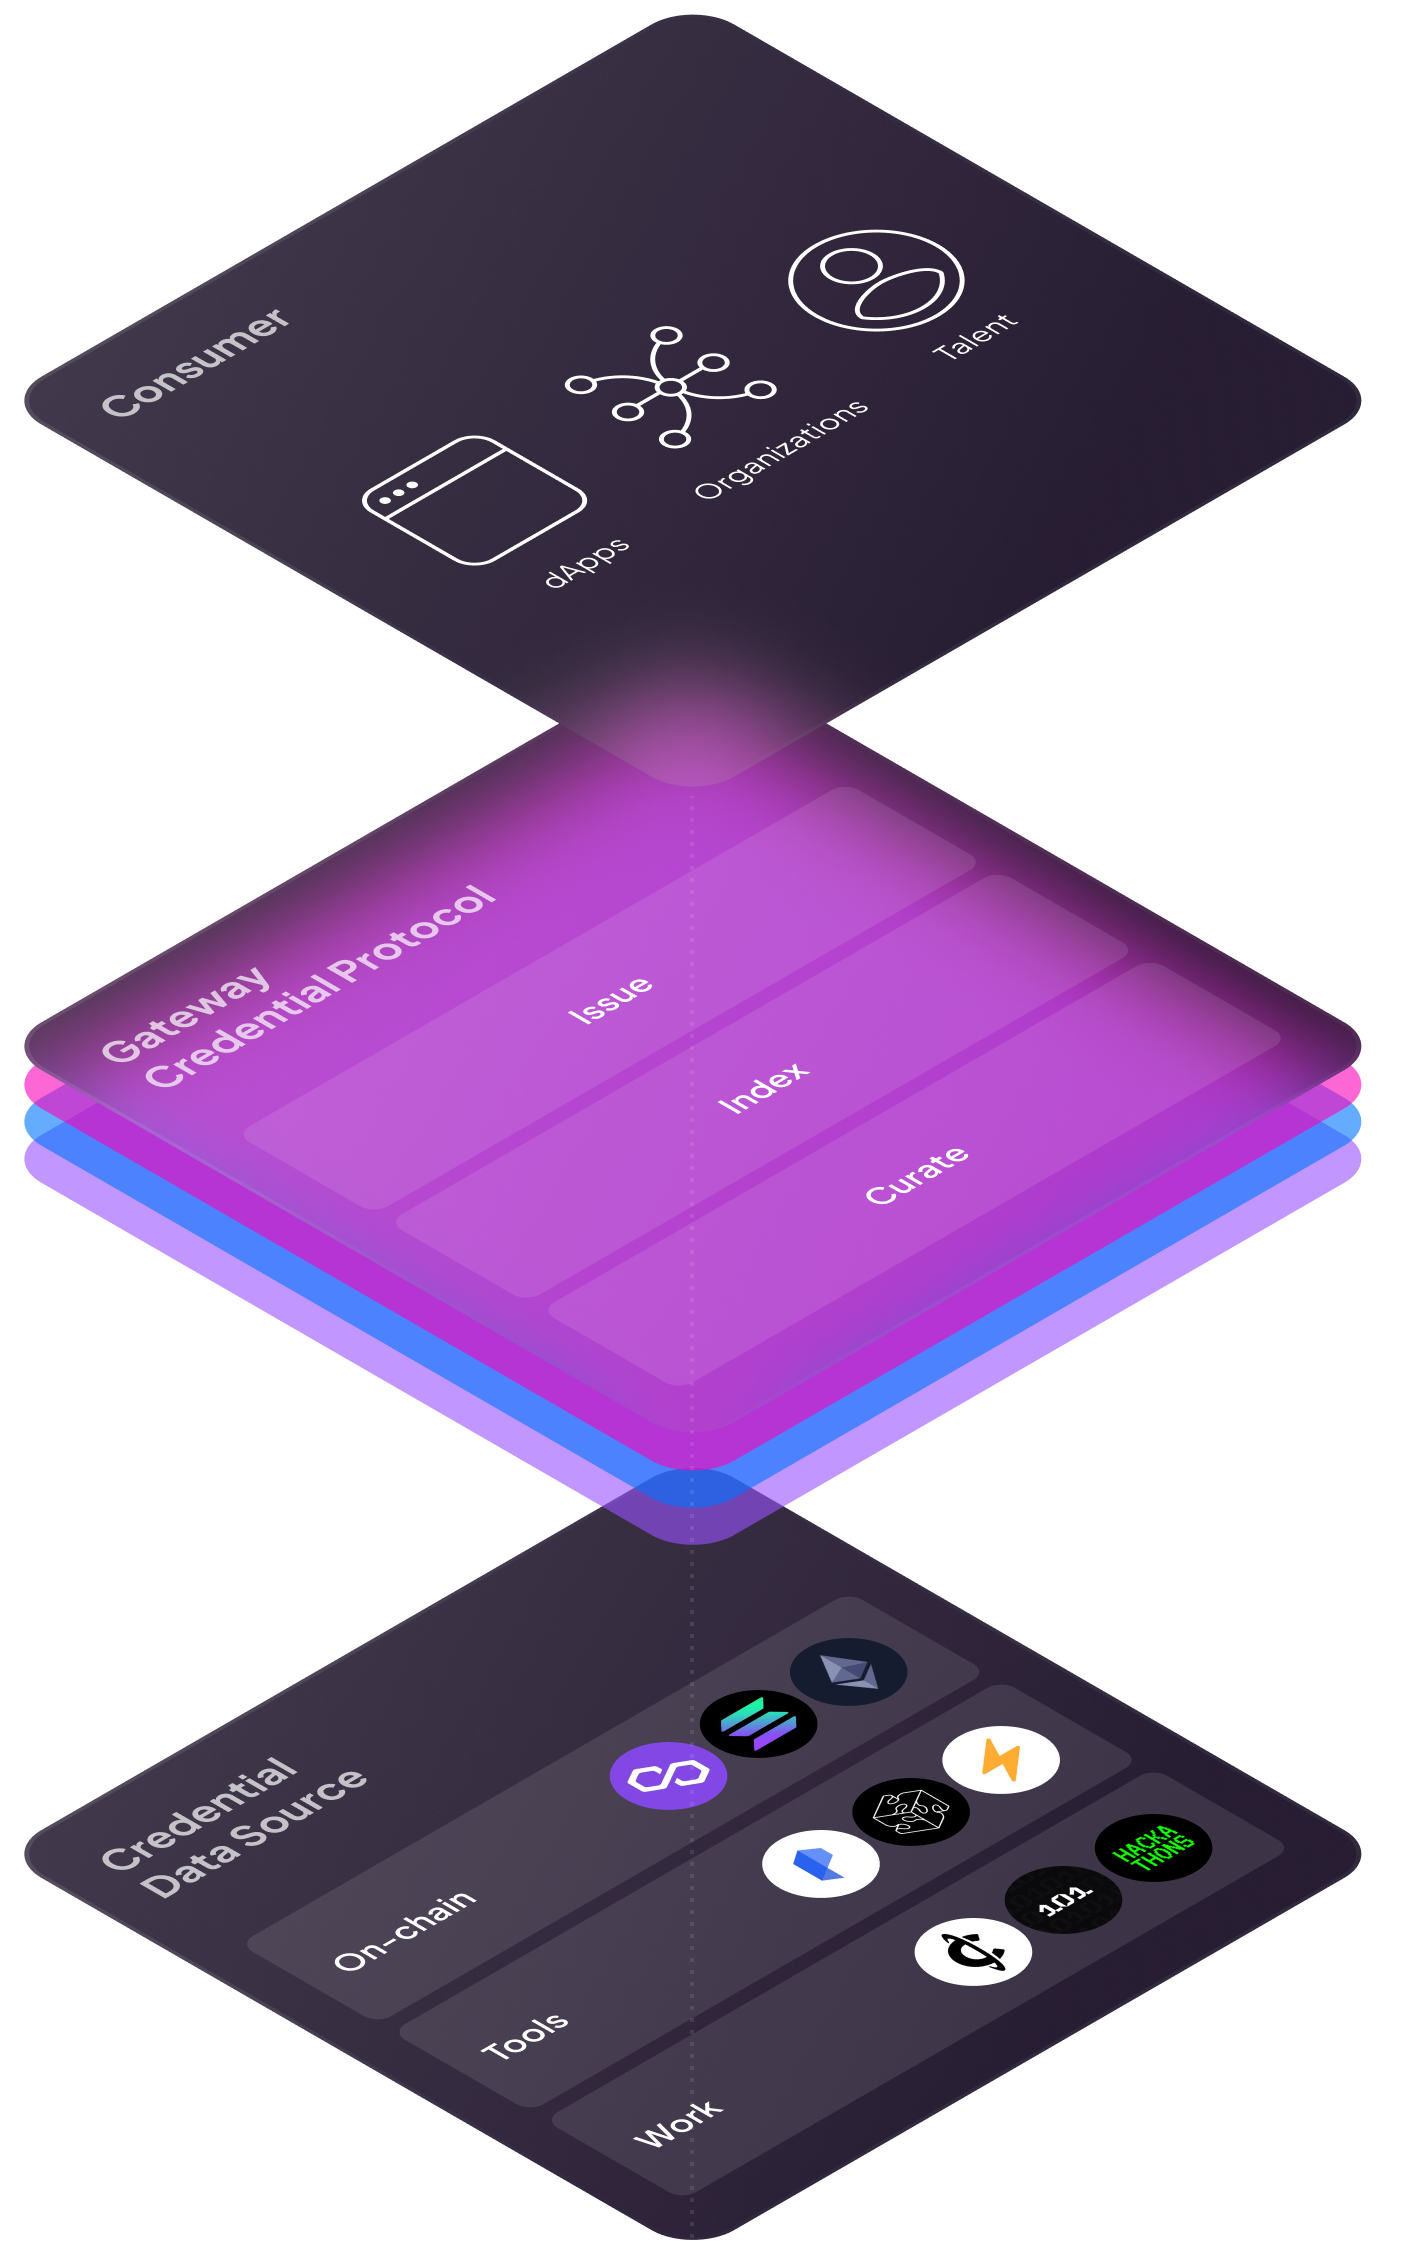 Consumer
Talent
Organizations
dApps
Gateway
Credential Protocol
Issue
Index
Curate
Credential
Data Source
On-chain
Tools
Work
HACKA
THONS
101